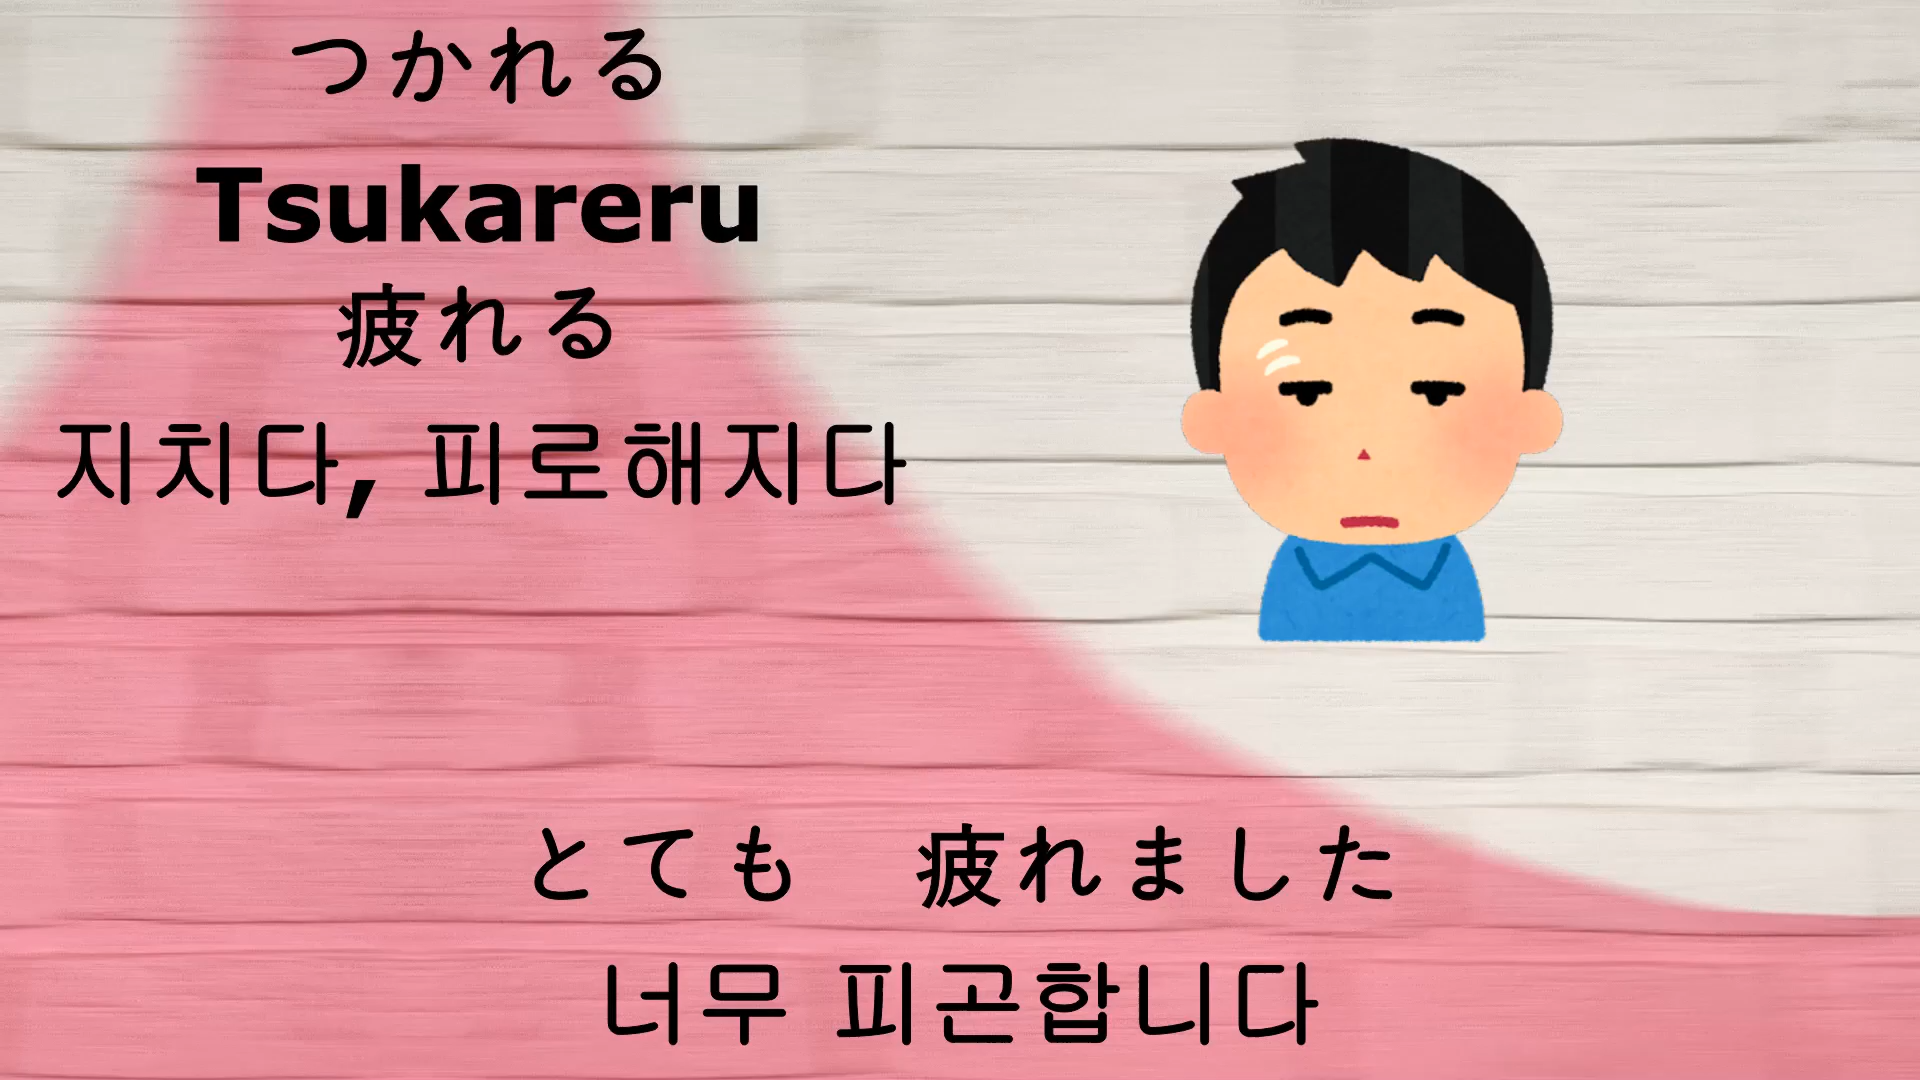 つかれる
Tsukareru
疲れる
지치다, 피로해지다
とても　疲れました
너무 피곤합니다